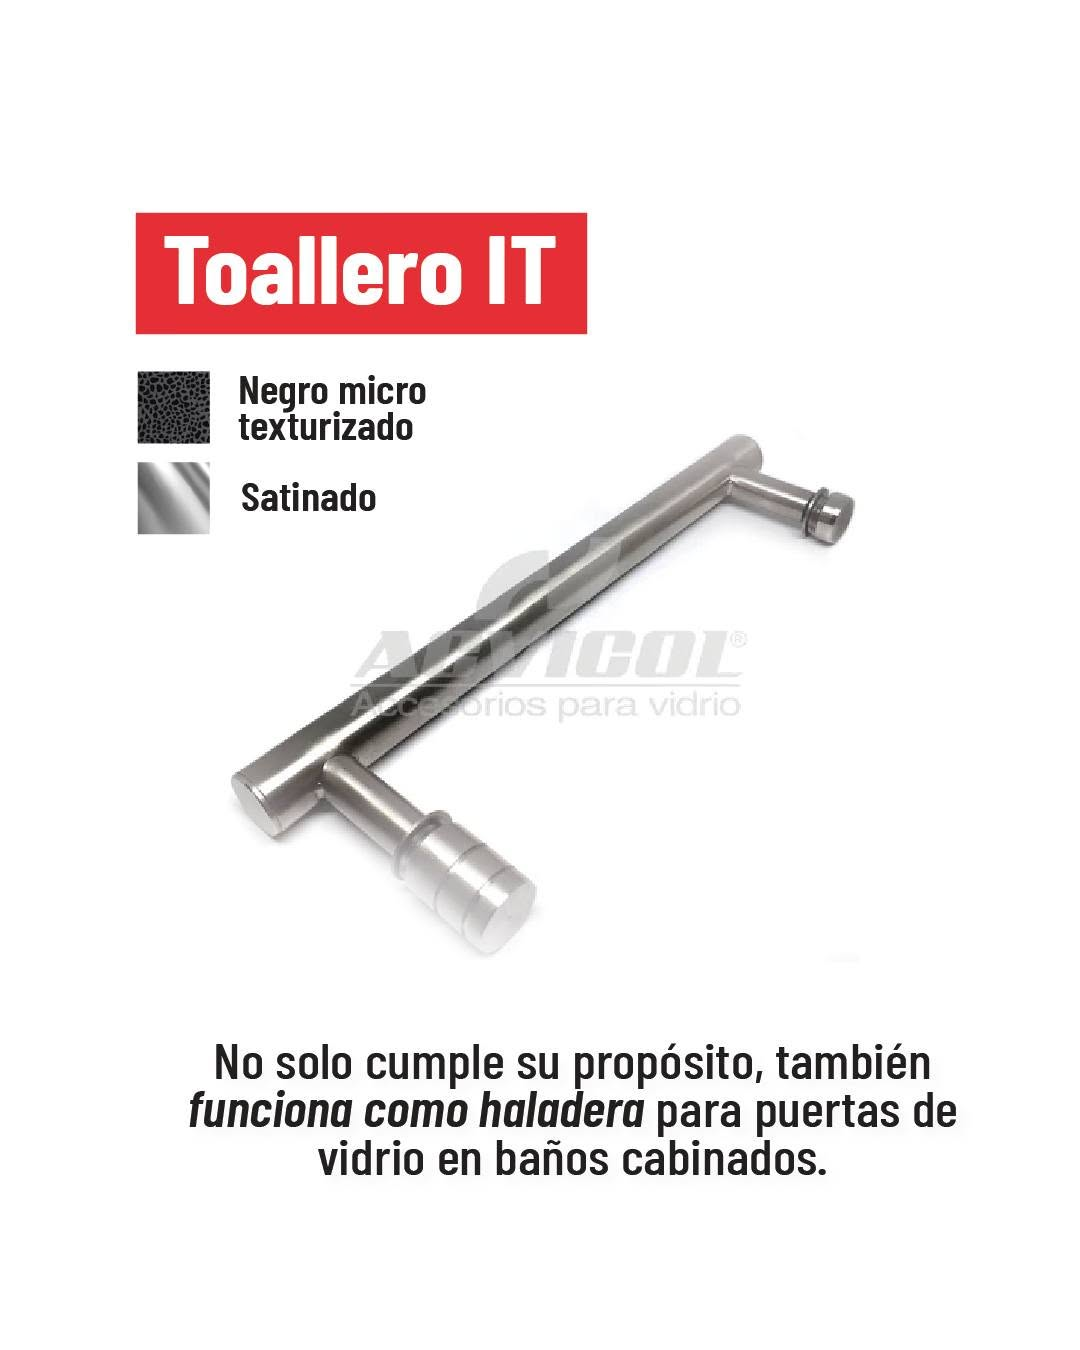 Toallero IT
Negro micro
texturizado
Satinado
ACVICOL®
Accesorios para vidrio
No solo cumple su propósito, también
funciona como haladera para puertas de
vidrio en baños cabinados.